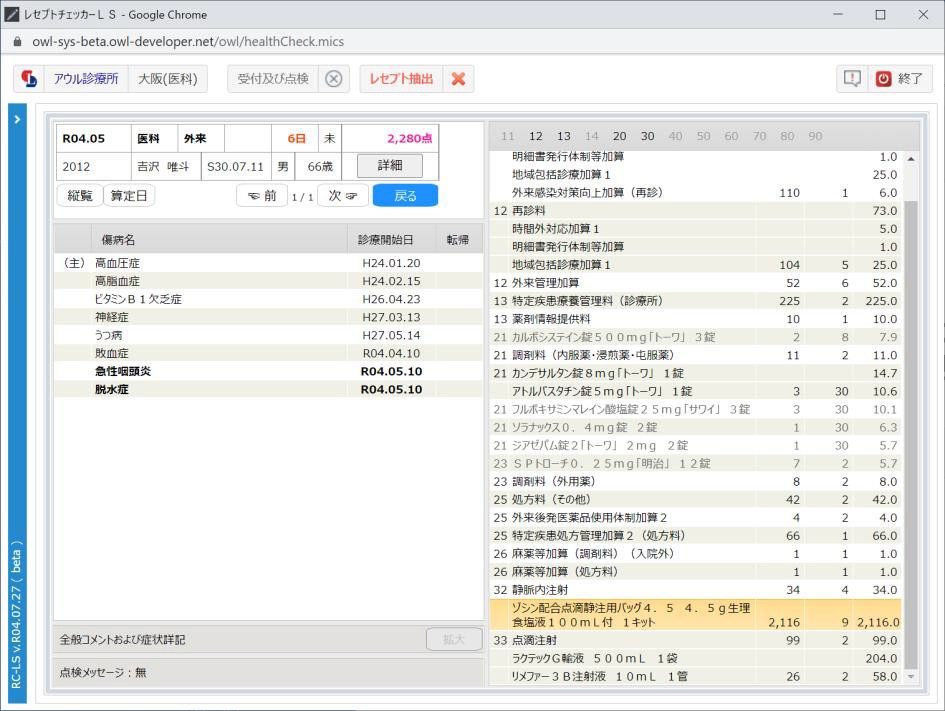 レセプトチェッカーＬＳ - Google Chrome
owl-sys-beta.owl-developer.net/owl/healthCheck.mics
アウル診療所 大阪(医科) 受付及び点検 レセプト抽出 終了
R04.05 医科 外来 6日 未 2,280点
2012 吉沢 唯斗 S30.07.11 男 66歳 詳細
縦覧 算定日 前 1 / 1 次 戻る
傷病名 診療開始日 転帰
（主） 高血圧症 H24.01.20
高脂血症 H24.02.15
ビタミンＢ１欠乏症 H26.04.23
神経症 H27.03.13
うつ病 H27.05.14
敗血症 R04.04.10
急性咽頭炎 R04.05.10
脱水症 R04.05.10
全般コメントおよび症状詳記 拡大
点検メッセージ：無
RC-LS v.R04.07.27 ( beta )
11 12 13 14 20 30 40 50 60 70 80 90
明細書発行体制等加算 1.0
地域包括診療加算１ 25.0
外来感染対策向上加算（再診） 110 1 6.0
12 再診料 73.0
時間外対応加算１ 5.0
明細書発行体制等加算 1.0
地域包括診療加算１ 104 5 25.0
12 外来管理加算 52 6 52.0
13 特定疾患療養管理料（診療所） 225 2 225.0
13 薬剤情報提供料 10 1 10.0
21 カルボシステイン錠５００ｍｇ「トーワ」 ３錠 2 8 7.9
21 調剤料（内服薬・浸煎薬・屯服薬） 11 2 11.0
21 カンデサルタン錠８ｍｇ「トーワ」 １錠 14.7
アトルバスタチン錠５ｍｇ「トーワ」 １錠 3 30 10.6
21 フルボキサミンマレイン酸塩錠２５ｍｇ「サワイ」 ３錠 3 30 10.1
21 ソラナックス０．４ｍｇ錠 ２錠 1 30 6.3
21 ジアゼパム錠２「トーワ」 ２ｍｇ ２錠 1 30 5.7
23 ＳＰトローチ０．２５ｍｇ「明治」 １２錠 7 2 5.7
23 調剤料（外用薬） 8 2 8.0
25 処方料（その他） 42 2 42.0
25 外来後発医薬品使用体制加算２ 4 2 4.0
25 特定疾患処方管理加算２（処方料） 66 1 66.0
26 麻薬等加算（調剤料）（入院外） 1 1 1.0
26 麻薬等加算（処方料） 1 1 1.0
32 静脈内注射 34 4 34.0
ゾシン配合点滴静注用バッグ４．５ ４．５ｇ生理
食塩液１００ｍＬ付 １キット 2,116 9 2,116.0
33 点滴注射 99 2 99.0
ラクテックＧ輸液 ５００ｍＬ １袋 204.0
リメファー３Ｂ注射液 １０ｍＬ １管 26 2 58.0